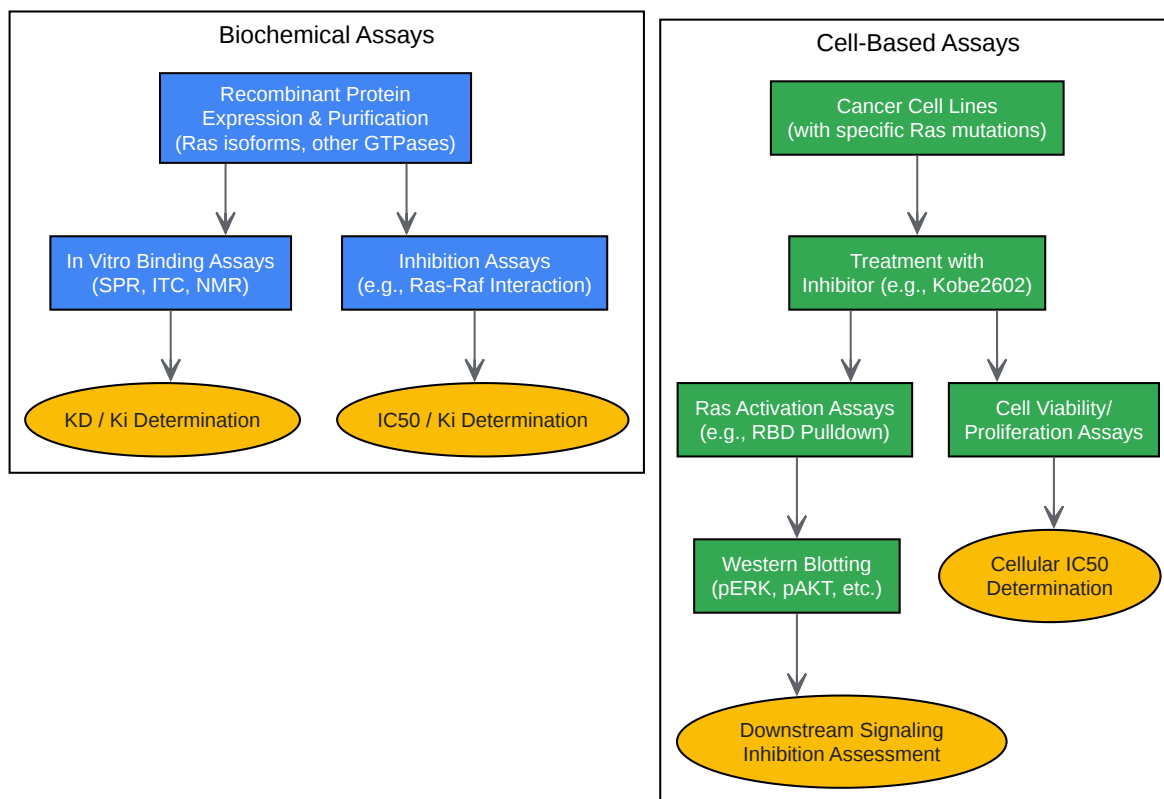 Biochemical Assays
Recombinant Protein
Expression & Purification
(Ras isoforms, other GTPases)
In Vitro Binding Assays
(SPR, ITC, NMR)
Inhibition Assays
(e.g., Ras-Raf Interaction)
KD / Ki Determination
IC50 / Ki Determination
Cell-Based Assays
Cancer Cell Lines
(with specific Ras mutations)
Treatment with
Inhibitor (e.g., Kobe2602)
Ras Activation Assays
(e.g., RBD Pulldown)
Cell Viability/
Proliferation Assays
Western Blotting
(pERK, pAKT, etc.)
Cellular IC50
Determination
Downstream Signaling
Inhibition Assessment